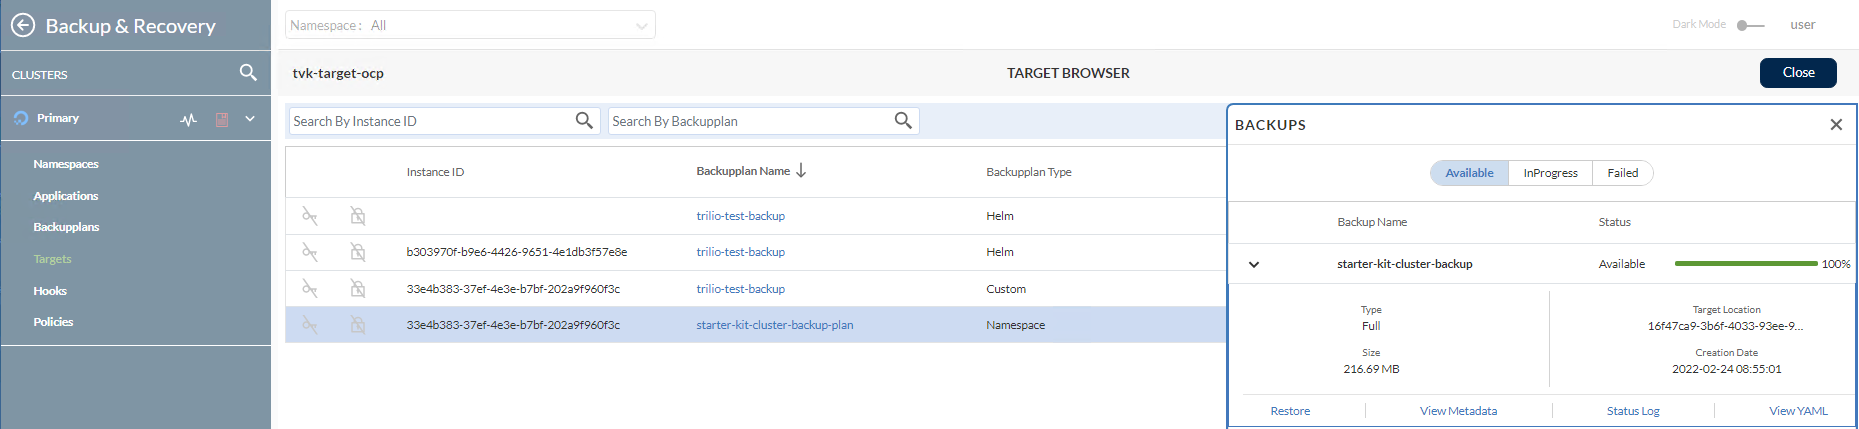 Backup & Recovery
Namespace : All
Dark Mode
user
CLUSTERS
tvk-target-ocp
TARGET BROWSER
Close
Primary
Search By Instance ID
Search By Backupplan
BACKUPS
Namespaces
Applications
Backupplans
Targets
Hooks
Policies
Instance ID Backupplan Name Backupplan Type
trilio-test-backup Helm
b303970f-b9e6-4426-9651-4e1db3f57e8e trilio-test-backup Helm
33e4b383-37ef-4e3e-b7bf-202a9f960f3c trilio-test-backup Custom
33e4b383-37ef-4e3e-b7bf-202a9f960f3c starter-kit-cluster-backup-plan Namespace
Available InProgress Failed
Backup Name Status
starter-kit-cluster-backup Available 100%
Type
Full
Target Location
16f47ca9-3b6f-4033-93ee-9...
Size
216.69 MB
Creation Date
2022-02-24 08:55:01
Restore View Metadata Status Log View YAML